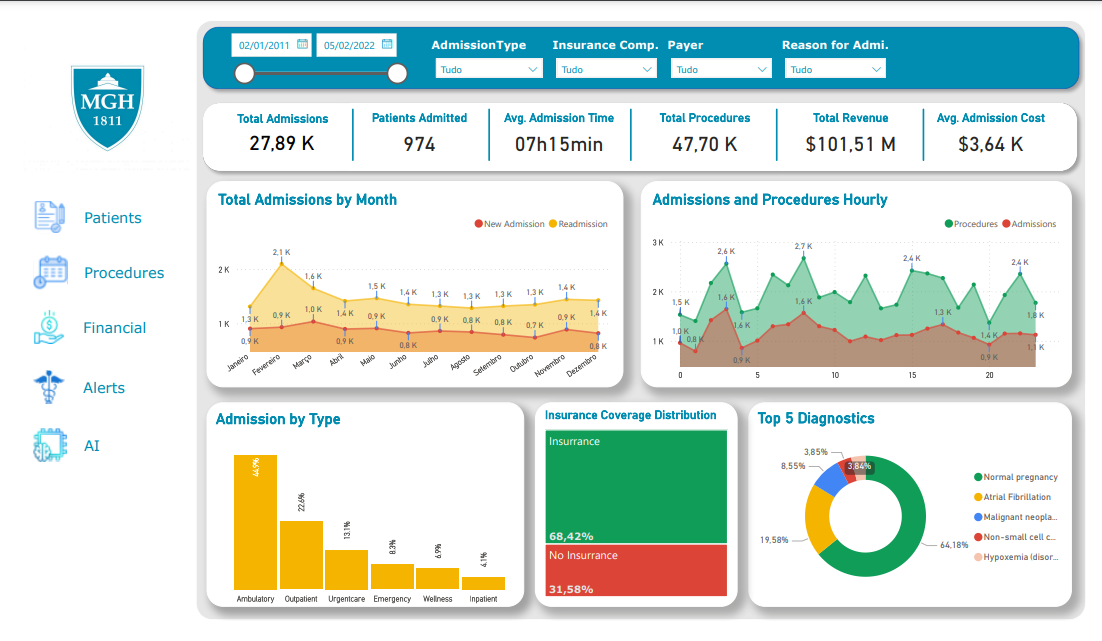 02/01/2011
05/02/2022
AdmissionType
Insurance Comp.
Payer
Reason for Admi.
Tudo
Tudo
Tudo
Tudo
MGH
1811
Patients
Procedures
Financial
Alerts
AI
Total Admissions
27,89 K
Patients Admitted
974
Avg. Admission Time
07h15min
Total Procedures
47,70 K
Total Revenue
$101,51 M
Avg. Admission Cost
$3,64 K
Total Admissions by Month
New Admission
Readmission
2 K
1 K
1,3 K
2,1 K
1,6 K
1,4 K
1,5 K
1,4 K
1,3 K
1,3 K
1,3 K
1,3 K
1,4 K
1,4 K
0,9 K
0,9 K
1,0 K
0,9 K
0,9 K
0,8 K
0,9 K
0,8 K
0,8 K
0,7 K
0,9 K
0,8 K
Janeiro
Fevereiro
Março
Abril
Maio
Junho
Julho
Agosto
Setembro
Outubro
Novembro
Dezembro
Admissions and Procedures Hourly
Procedures
Admissions
3 K
2 K
1 K
1,5 K
2,6 K
1,6 K
2,7 K
2,4 K
1,4 K
2,4 K
1,8 K
1,0 K
0,8 K
1,6 K
0,9 K
1,6 K
1,3 K
0,9 K
1,1 K
0
5
10
15
20
Admission by Type
44.9%
22.6%
13.1%
8.3%
6.9%
4.1%
Ambulatory
Outpatient
Urgentcare
Emergency
Wellness
Inpatient
Insurance Coverage Distribution
Insurrance
68,42%
No Insurrance
31,58%
Top 5 Diagnostics
3,85%
3,84%
8,55%
19,58%
64,18%
Normal pregnancy
Atrial Fibrillation
Malignant neopla...
Non-small cell c...
Hypoxemia (disor...